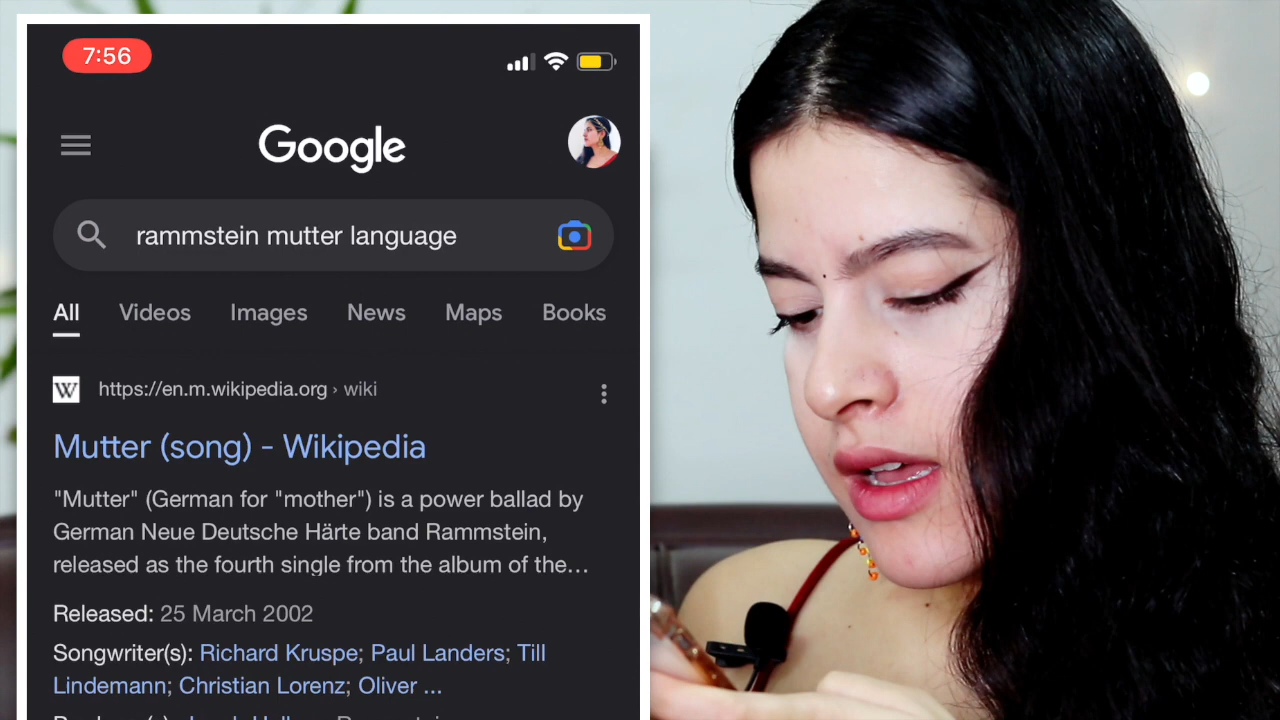 7:56
Google
rammstein mutter language
All Videos Images News Maps Books
W https://en.m.wikipedia.org › wiki
Mutter (song) - Wikipedia
"Mutter" (German for "mother") is a power ballad by
German Neue Deutsche Härte band Rammstein,
released as the fourth single from the album of the...
Released: 25 March 2002
Songwriter(s): Richard Kruspe; Paul Landers; Till
Lindemann; Christian Lorenz; Oliver ...